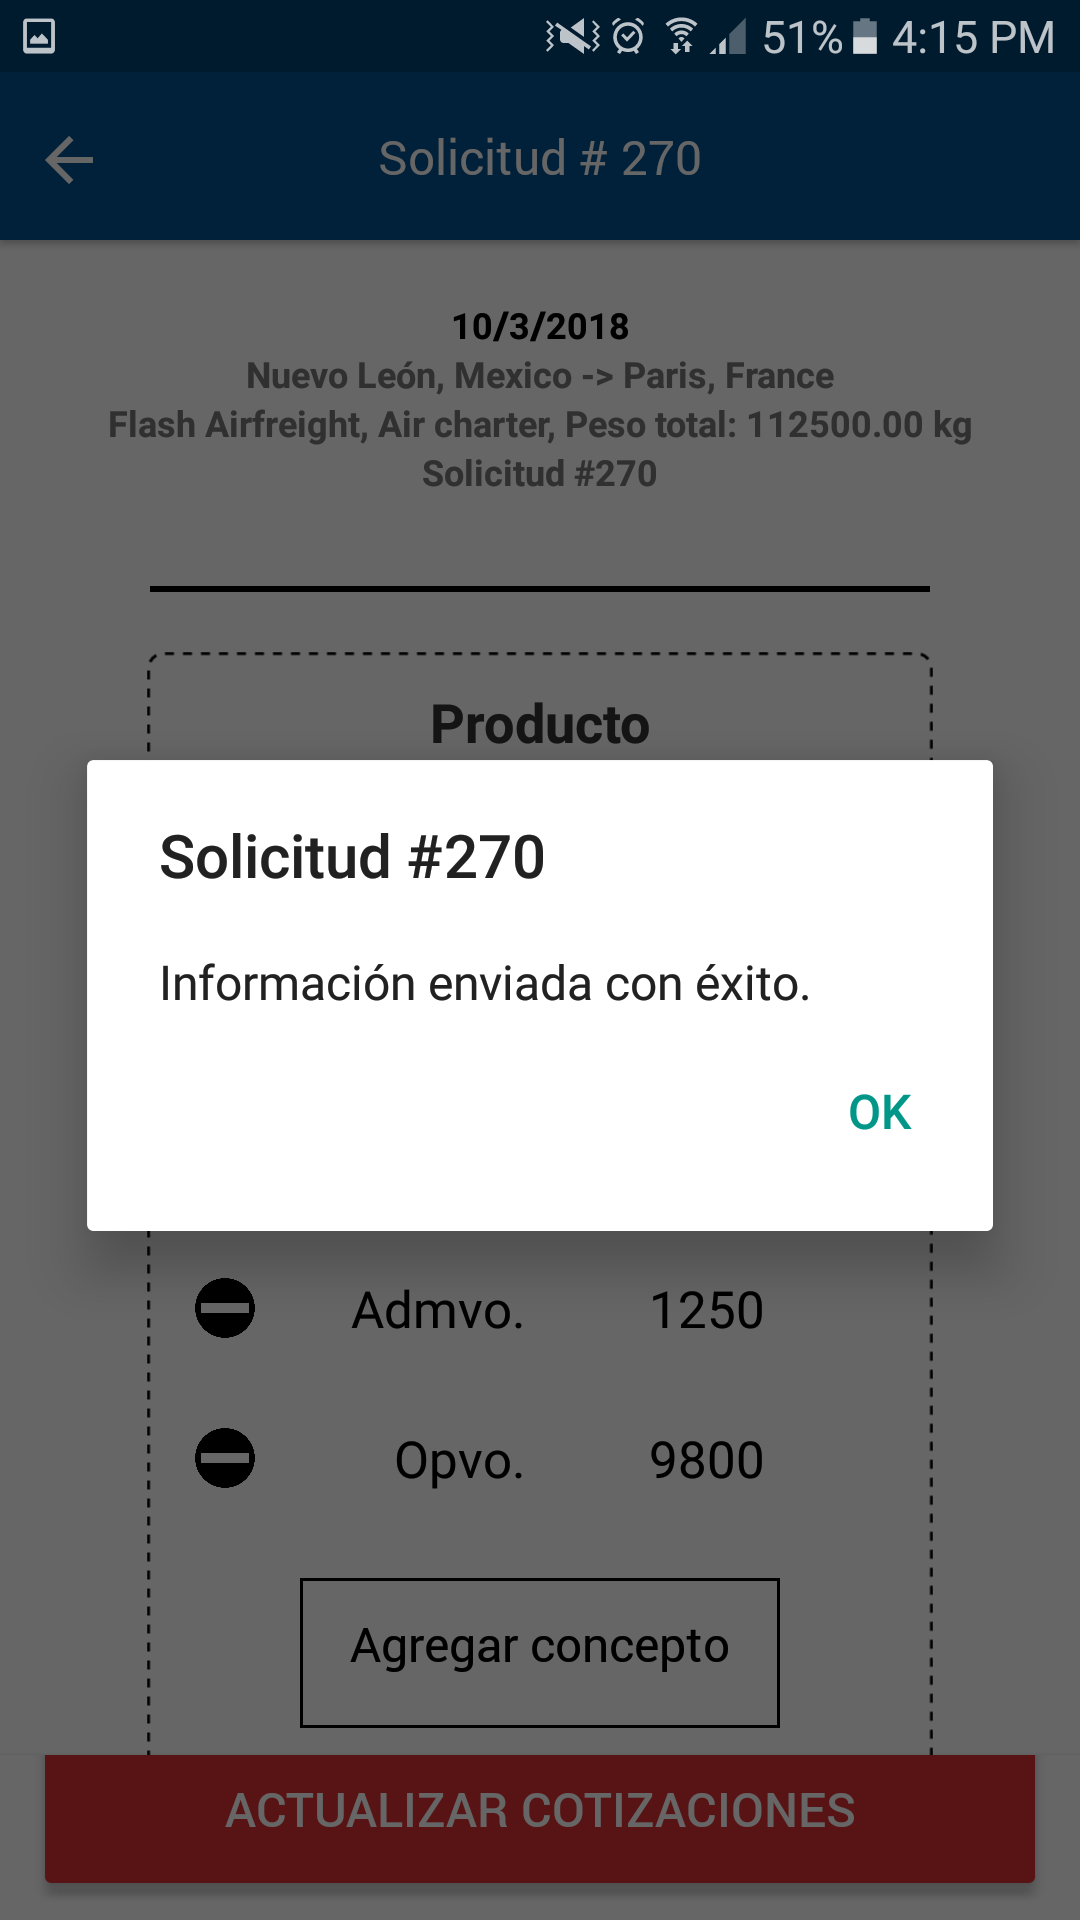 51% 4:15 PM
Solicitud # 270
10/3/2018
Nuevo León, Mexico -> Paris, France
Flash Airfreight, Air charter, Peso total: 112500.00 kg
Solicitud #270
Producto
Solicitud #270
Información enviada con éxito.
OK
Admvo. 1250
Opvo. 9800
Agregar concepto
ACTUALIZAR COTIZACIONES